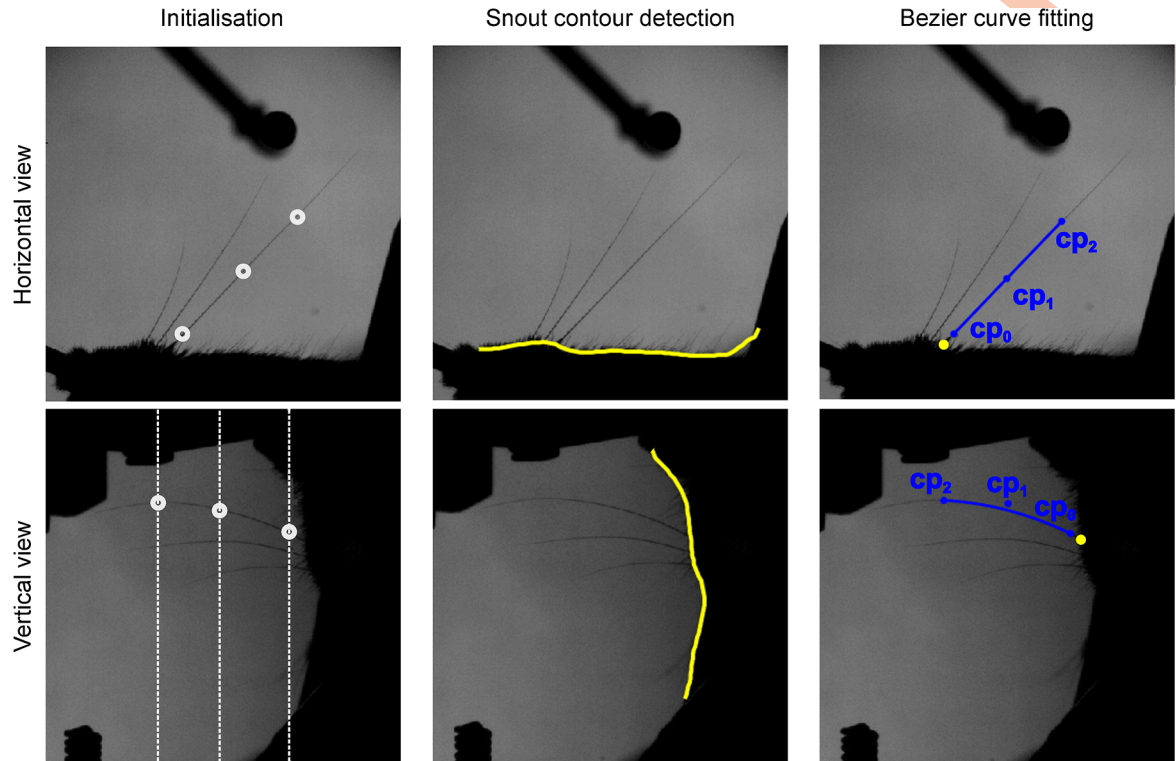 Initialisation
Snout contour detection
Bezier curve fitting
Horizontal view
cp2
cp1
cp0
Vertical view
cp2
cp1
cp0